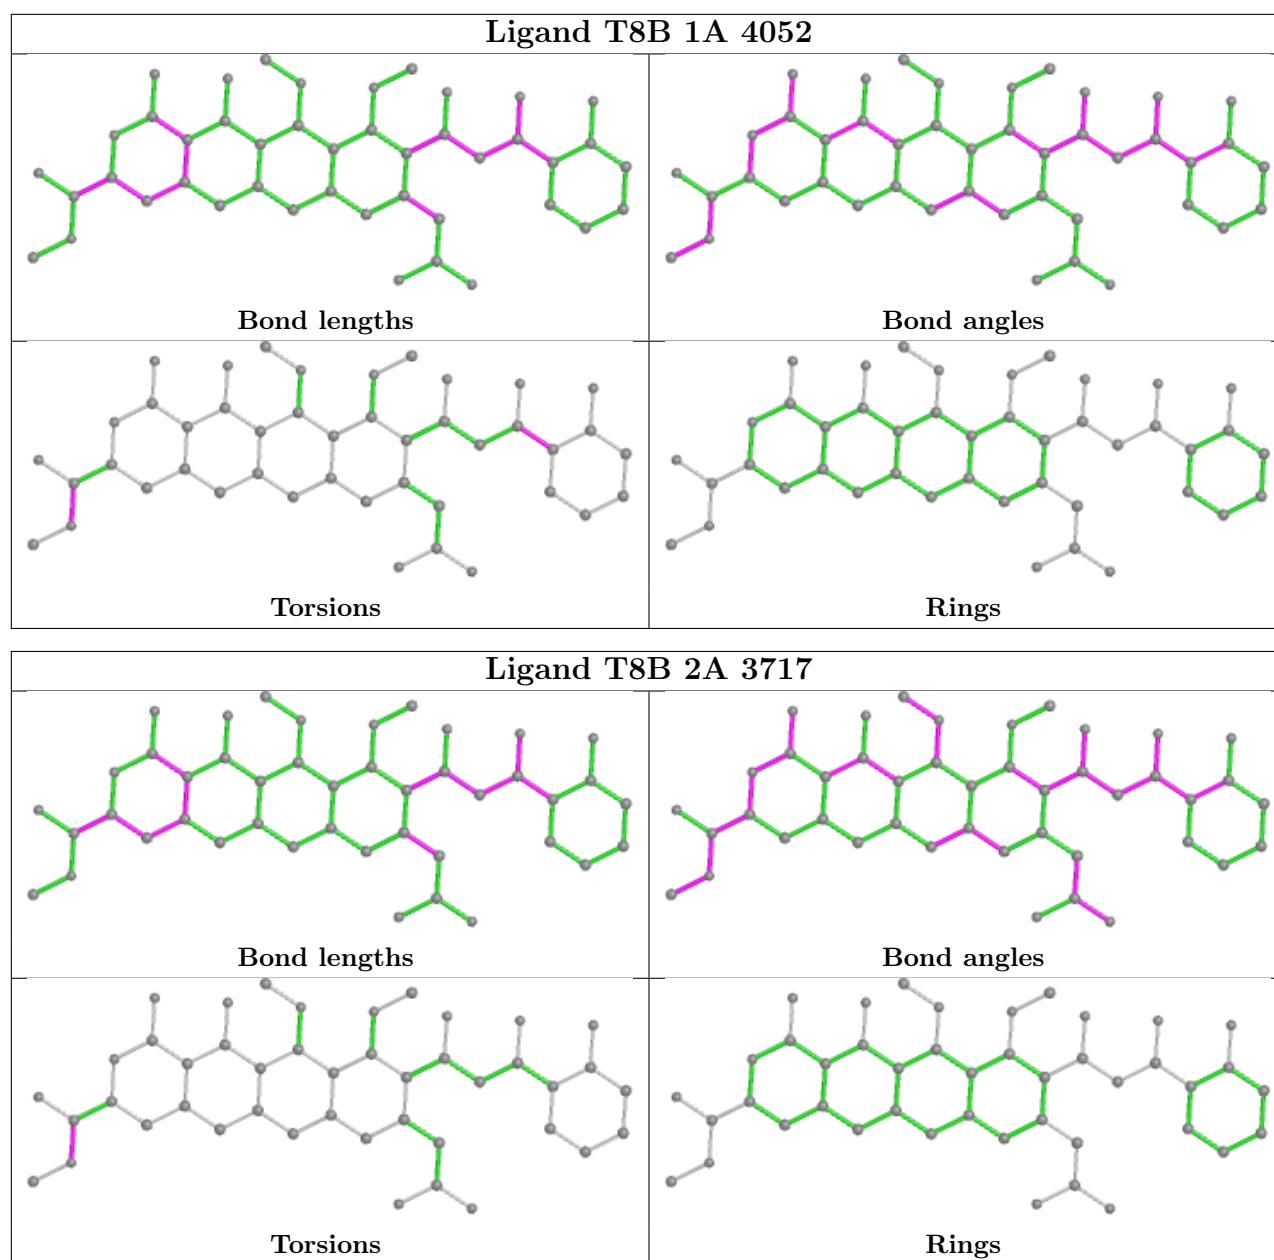 Ligand T8B 1A 4052
Bond lengths
Bond angles
Torsions
Rings
Ligand T8B 2A 3717
Bond lengths
Bond angles
Torsions
Rings